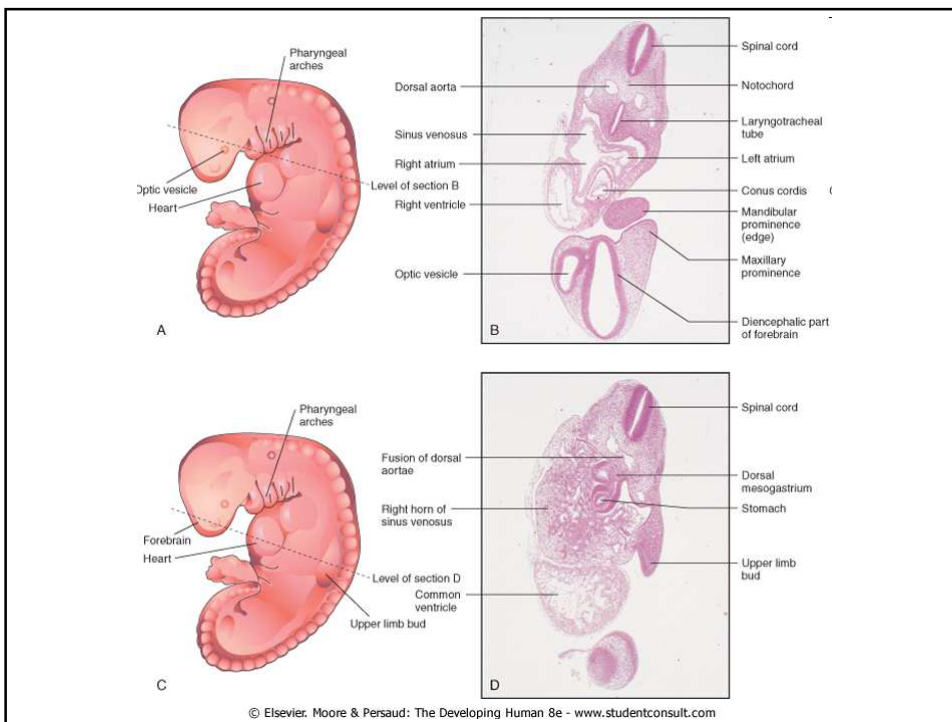 Pharyngeal
arches
Optic vesicle
Heart
Level of section B
A
Dorsal aorta
Sinus venosus
Right atrium
Right ventricle
Optic vesicle
B
Spinal cord
Notochord
Laryngotracheal
tube
Left atrium
Conus cordis
Mandibular
prominence
(edge)
Maxillary
prominence
Diencephalic part
of forebrain
Pharyngeal
arches
Forebrain
Heart
Level of section D
Upper limb bud
C
Fusion of dorsal
aortae
Right horn of
sinus venosus
Common
ventricle
D
Spinal cord
Dorsal
mesogastrium
Stomach
Upper limb
bud
© Elsevier. Moore & Persaud: The Developing Human 8e - www.studentconsult.com